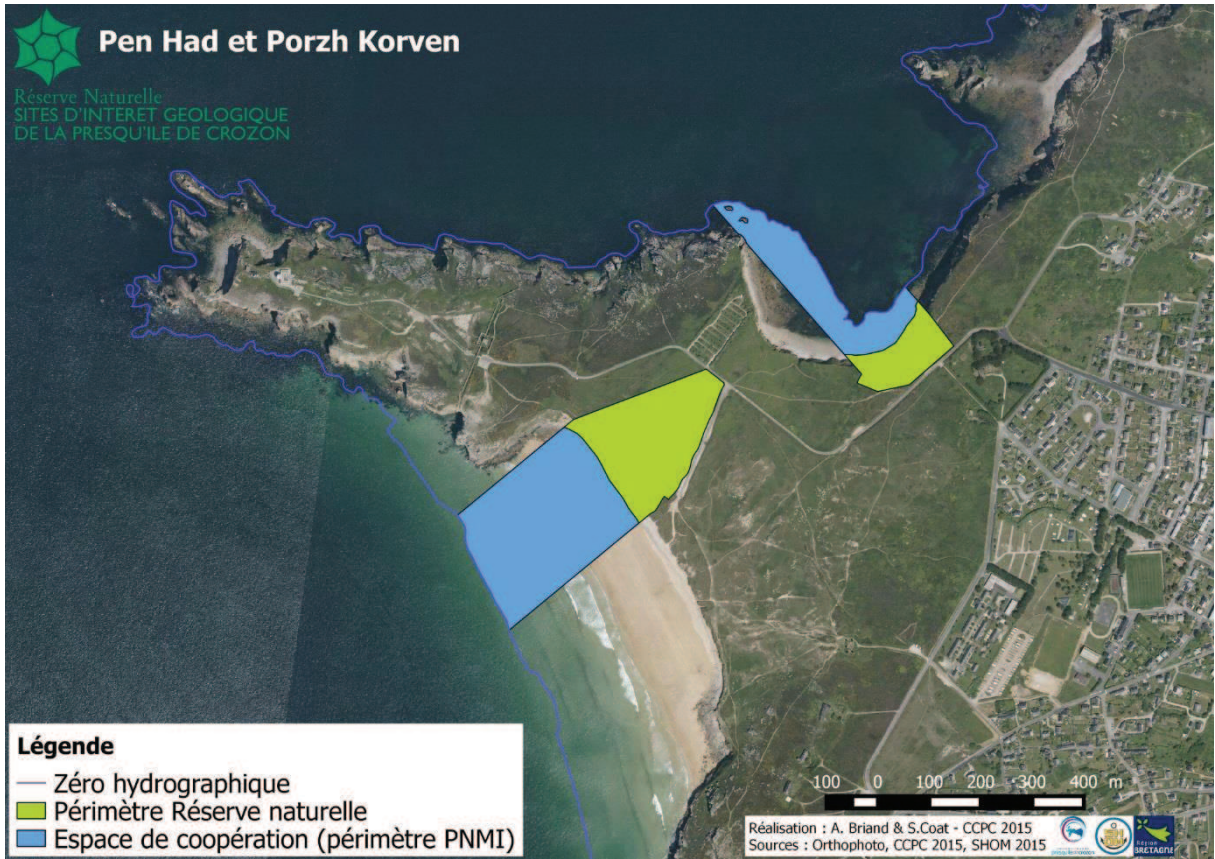 Pen Had et Porzh Korven
Réserve Naturelle
SITES D'INTERET GEOLOGIQUE
DE LA PRESQU'ILE DE CROZON
Légende
Zéro hydrographique
Périmètre Réserve naturelle
Espace de coopération (périmètre PNMI)
100 0 100 200 300 400 m
Réalisation : A. Briand & S.Coat - CCPC 2015
Sources : Orthophoto, CCPC 2015, SHOM 2015
Région
BRETAGNE